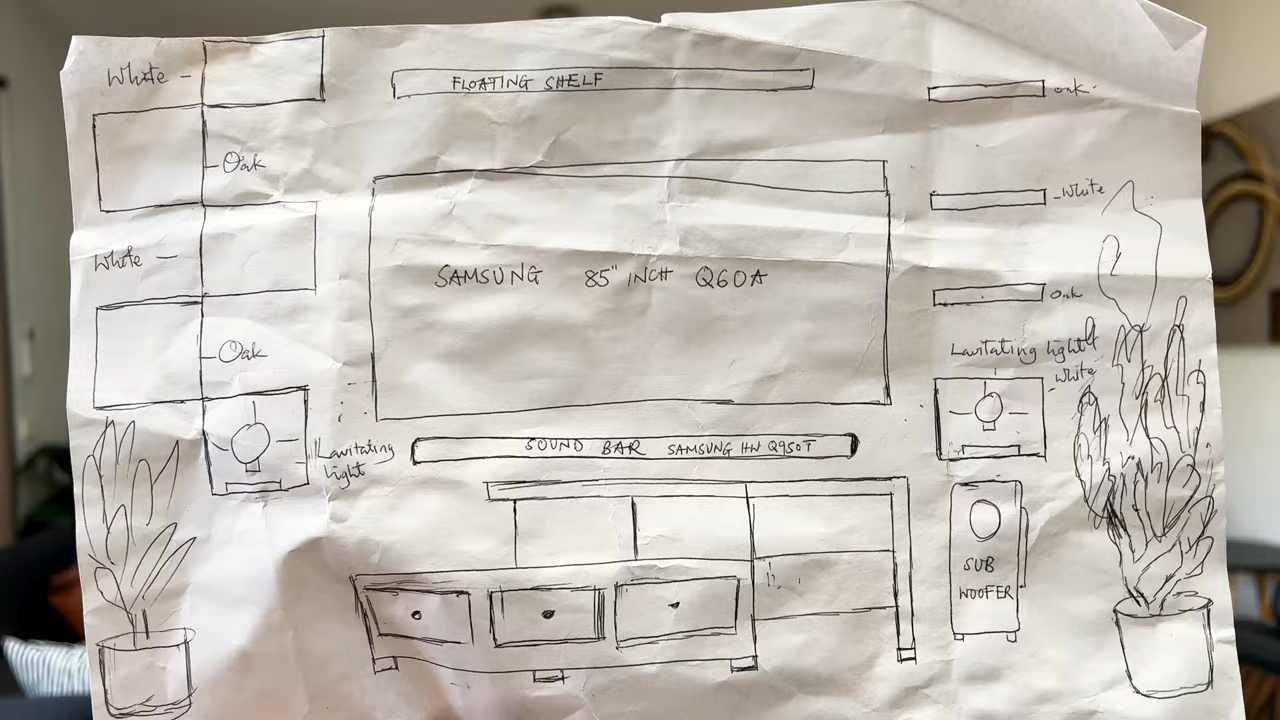 White -
FLOATING SHELF
oak
- Oak
- White
White -
SAMSUNG 85" INCH Q60A
Oak
- Oak
Lavitating light
- White
Lavitating
light
SOUND BAR SAMSUNG HW Q950T
SUB
WOOFER